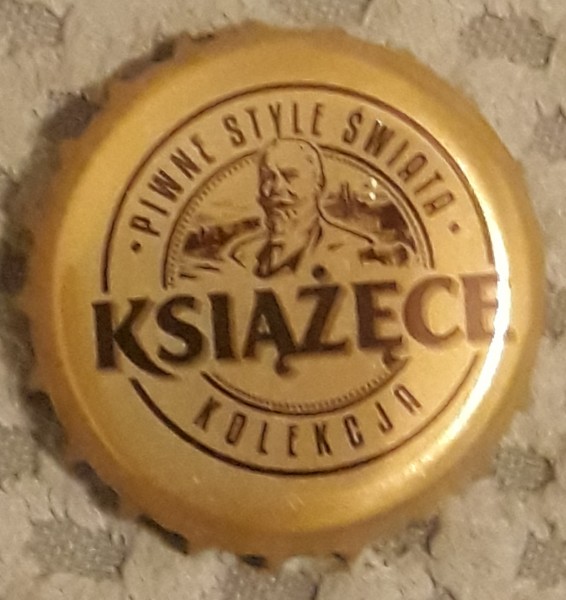 • PIWNE STYLE ŚWIATA •
KSIĄŻĘCE
KOLEKCJA